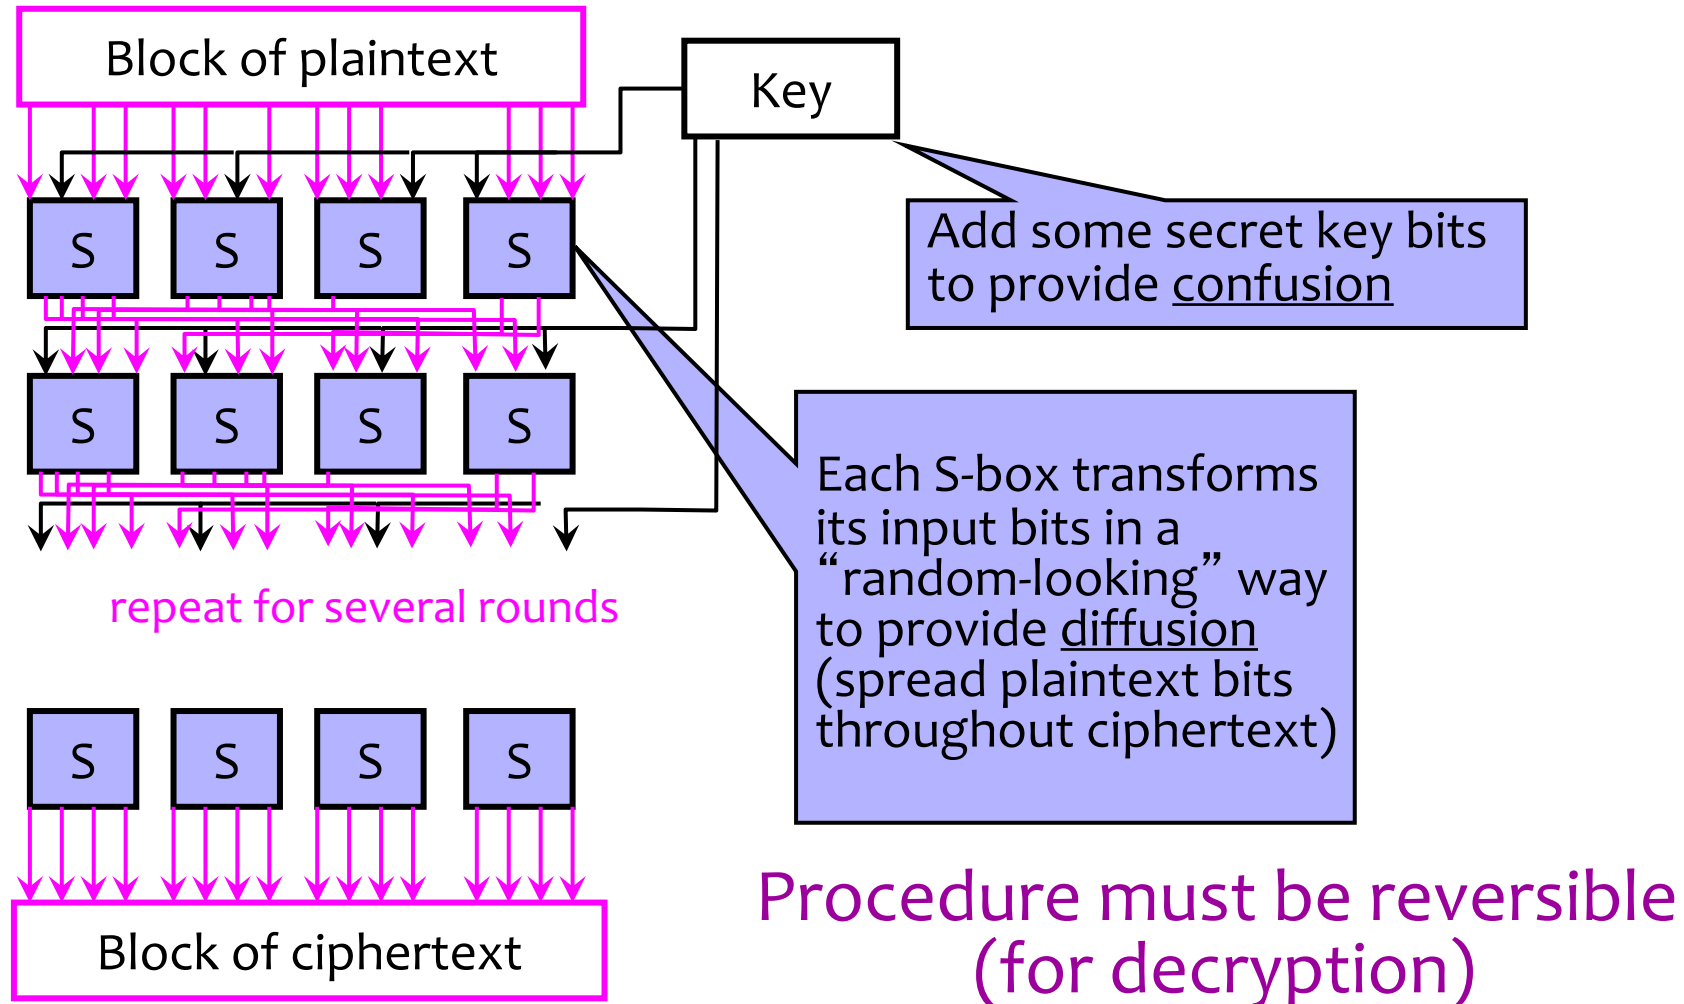 Block of plaintext
Key
S S S S
Add some secret key bits
to provide confusion
S S S S
Each S-box transforms
its input bits in a
“random-looking” way
to provide diffusion
(spread plaintext bits
throughout ciphertext)
repeat for several rounds
S S S S
Block of ciphertext
Procedure must be reversible
(for decryption)